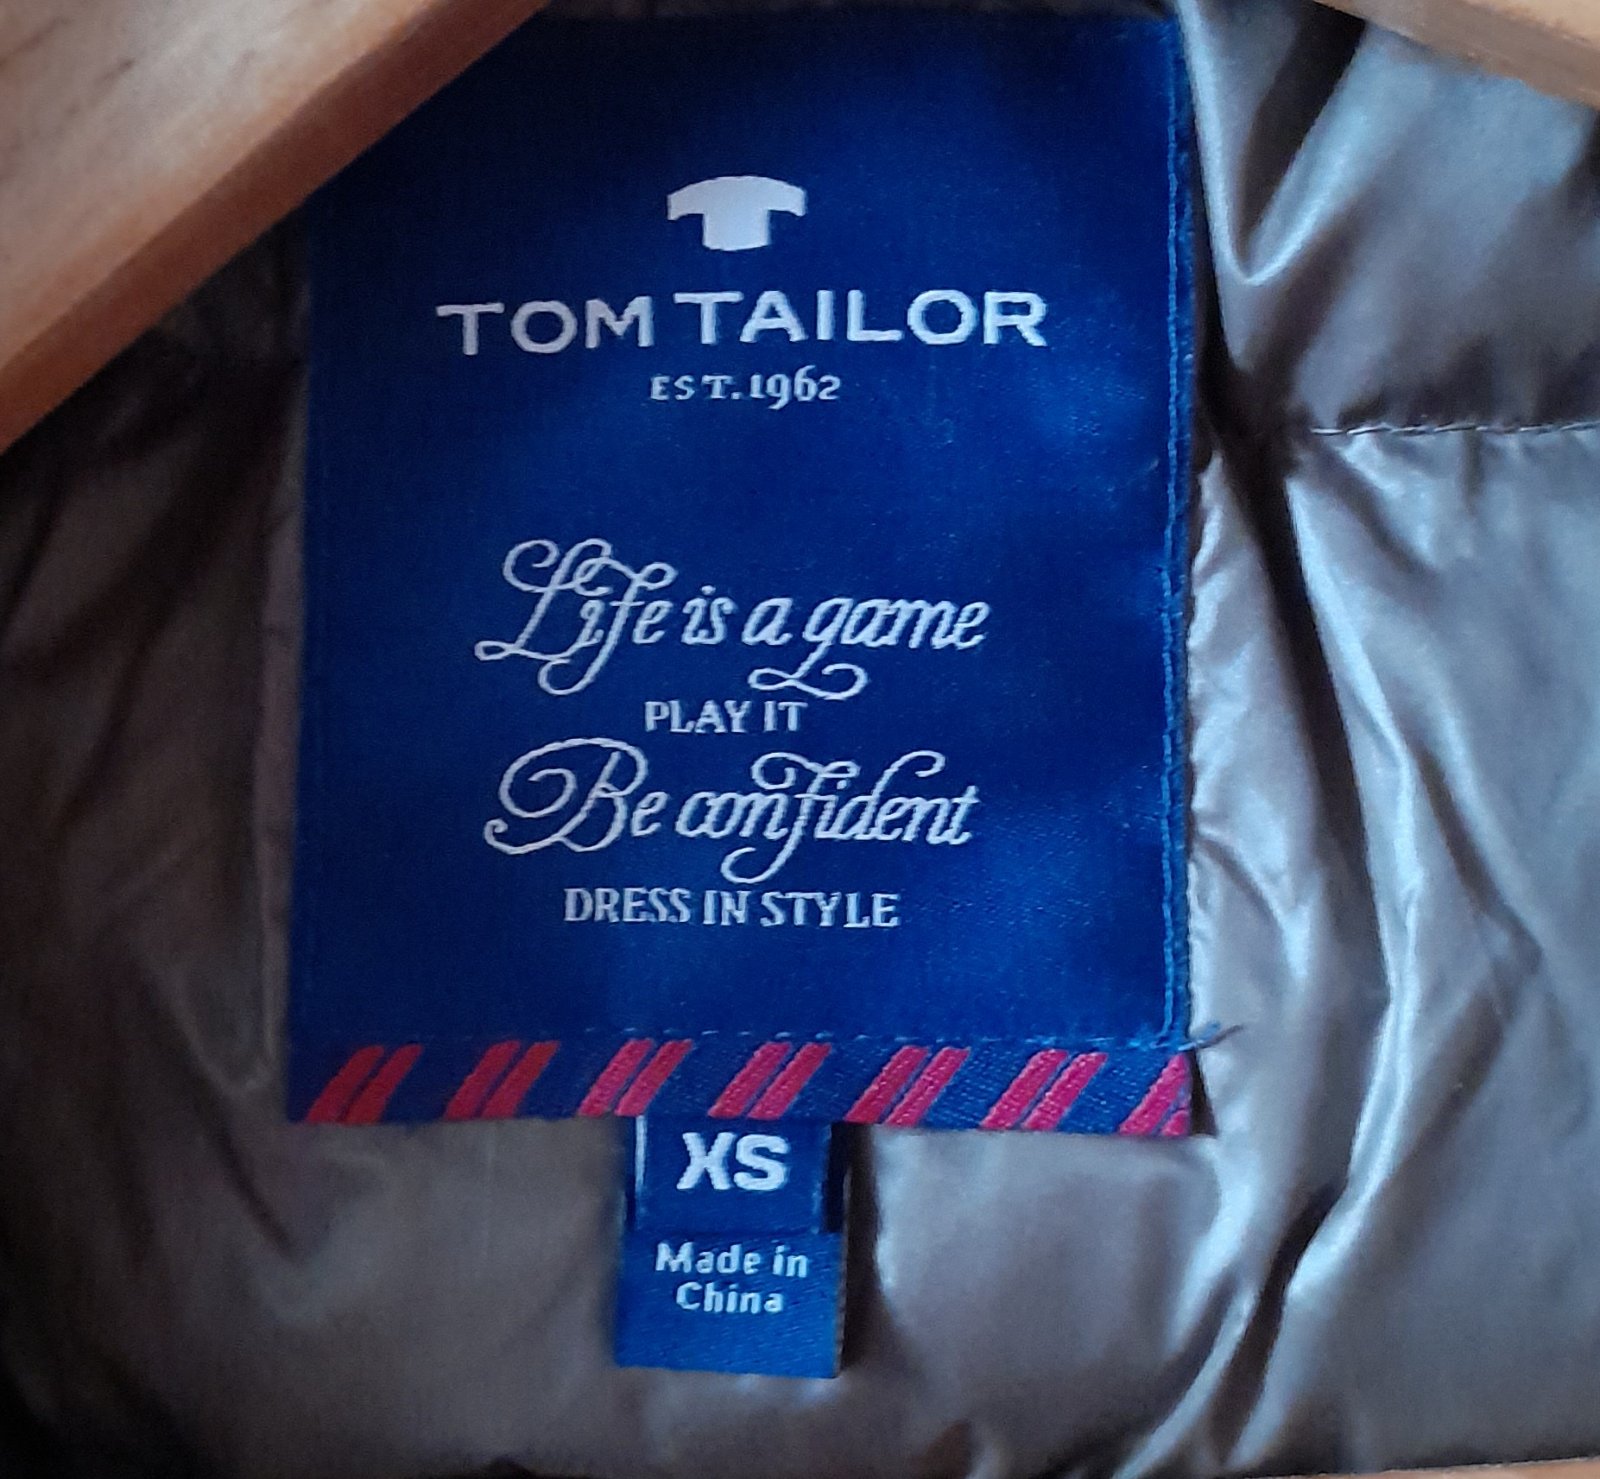 TOM TAILOR
EST. 1962
Life is a game
PLAY IT
Be confident
DRESS IN STYLE
XS
Made in
China